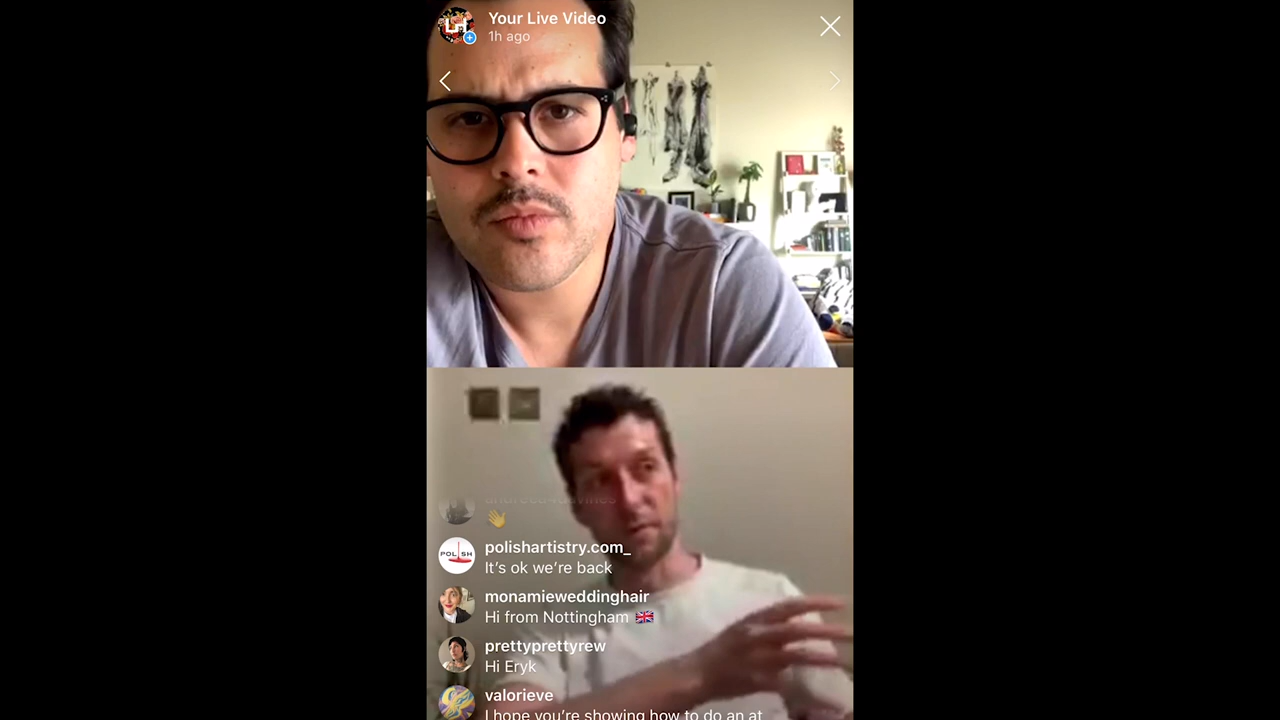 Your Live Video
1h ago
polishartistry.com_
It's ok we're back
monamieweddinghair
Hi from Nottingham 🇬🇧
prettyprettyrew
Hi Eryk
valorieve
I hope you're showing how to do an at